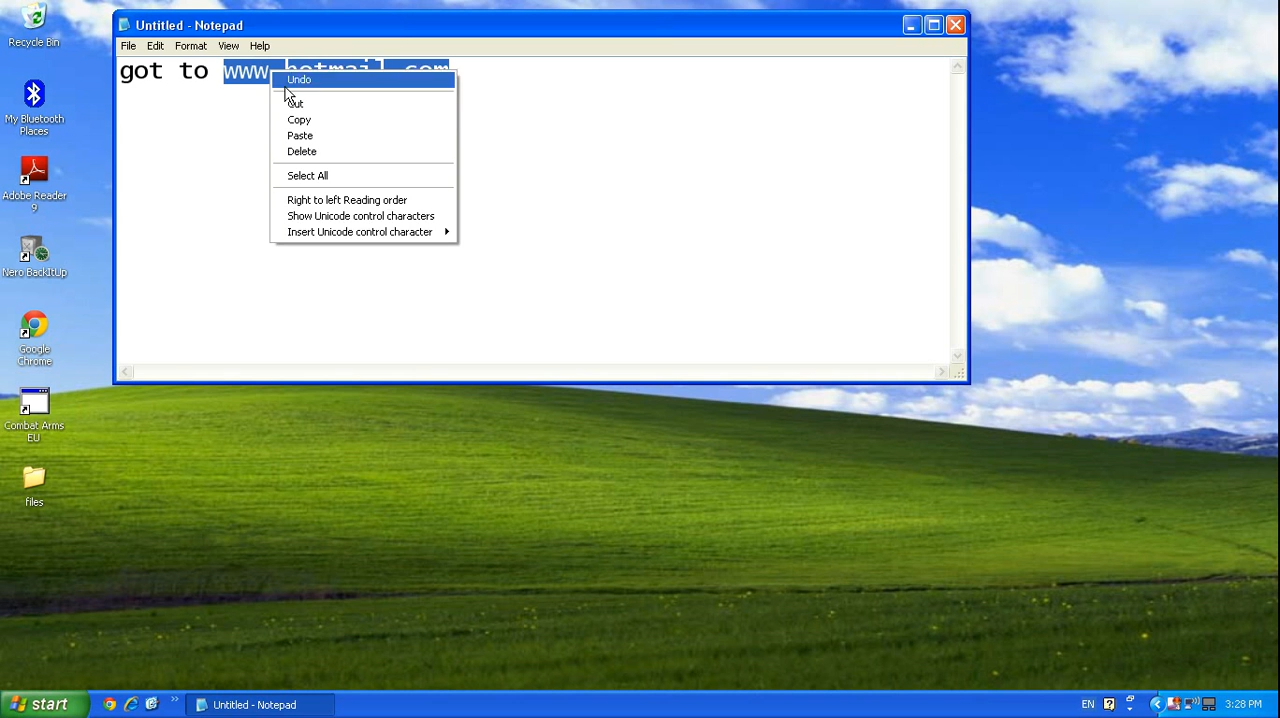 Recycle Bin
My Bluetooth
Places
Adobe Reader
9
Nero BackItUp
Google
Chrome
Combat Arms
EU
files
Untitled - Notepad
File Edit Format View Help
got to www.hotmail.com
Undo
Cut
Copy
Paste
Delete
Select All
Right to left Reading order
Show Unicode control characters
Insert Unicode control character
start
Untitled - Notepad
EN
3:28 PM